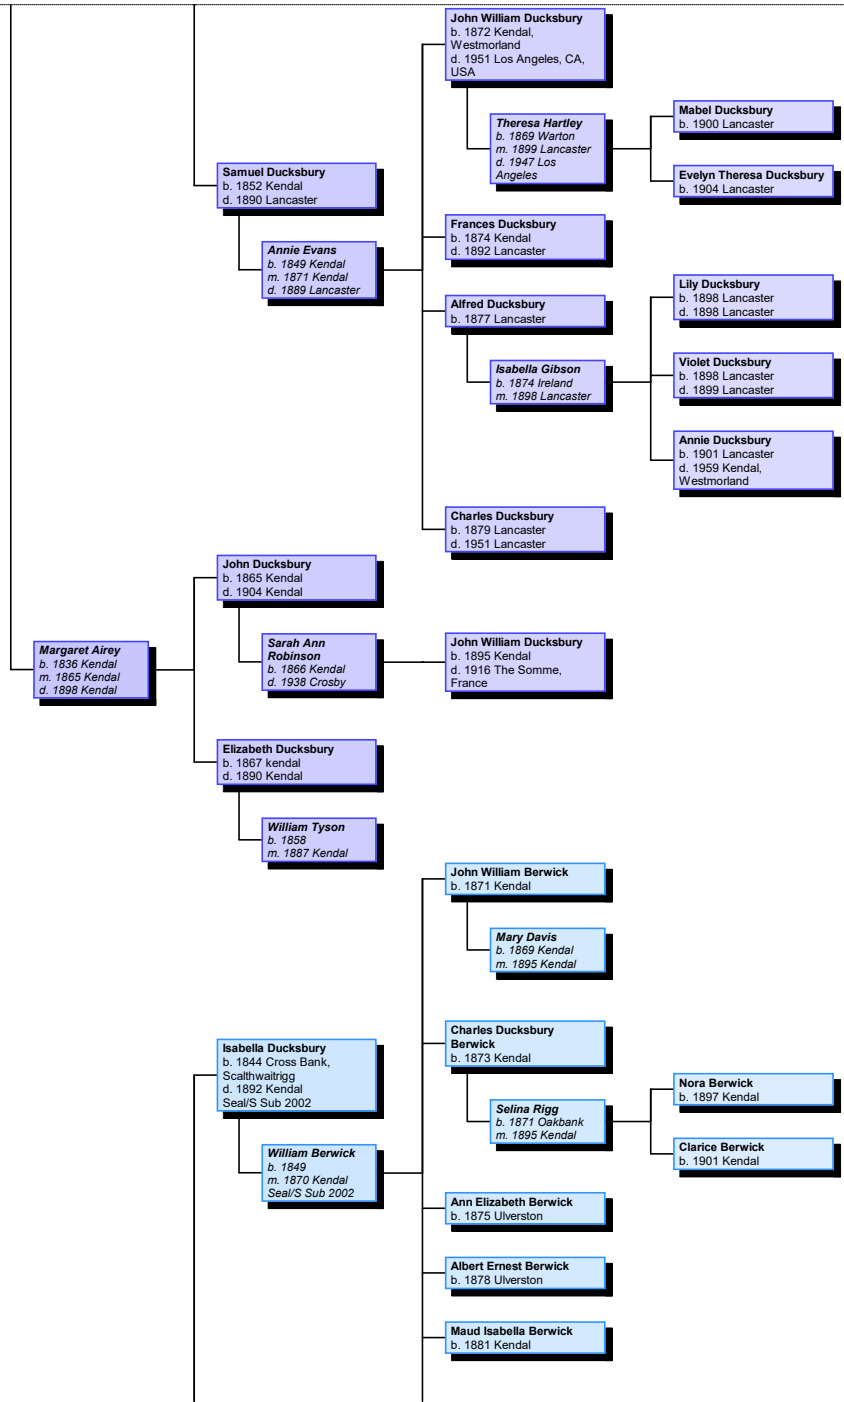 John William Ducksbury
b. 1872 Kendal,
Westmorland
d. 1951 Los Angeles, CA,
USA
Theresa Hartley
b. 1869 Warton
m. 1899 Lancaster
d. 1947 Los
Angeles
Mabel Ducksbury
b. 1900 Lancaster
Evelyn Theresa Ducksbury
b. 1904 Lancaster
Samuel Ducksbury
b. 1852 Kendal
d. 1890 Lancaster
Annie Evans
b. 1849 Kendal
m. 1871 Kendal
d. 1889 Lancaster
Frances Ducksbury
b. 1874 Kendal
d. 1892 Lancaster
Alfred Ducksbury
b. 1877 Lancaster
Isabella Gibson
b. 1874 Ireland
m. 1898 Lancaster
Lily Ducksbury
b. 1898 Lancaster
d. 1898 Lancaster
Violet Ducksbury
b. 1898 Lancaster
d. 1899 Lancaster
Annie Ducksbury
b. 1901 Lancaster
d. 1959 Kendal,
Westmorland
Charles Ducksbury
b. 1879 Lancaster
d. 1951 Lancaster
John Ducksbury
b. 1865 Kendal
d. 1904 Kendal
Margaret Airey
b. 1836 Kendal
m. 1865 Kendal
d. 1898 Kendal
Sarah Ann
Robinson
b. 1866 Kendal
d. 1938 Crosby
John William Ducksbury
b. 1895 Kendal
d. 1916 The Somme,
France
Elizabeth Ducksbury
b. 1867 kendal
d. 1890 Kendal
William Tyson
b. 1858
m. 1887 Kendal
John William Berwick
b. 1871 Kendal
Mary Davis
b. 1869 Kendal
m. 1895 Kendal
Isabella Ducksbury
b. 1844 Cross Bank,
Scalthwaitrigg
d. 1892 Kendal
Seal/S Sub 2002
William Berwick
b. 1849
m. 1870 Kendal
Seal/S Sub 2002
Charles Ducksbury
Berwick
b. 1873 Kendal
Selina Rigg
b. 1871 Oakbank
m. 1895 Kendal
Nora Berwick
b. 1897 Kendal
Clarice Berwick
b. 1901 Kendal
Ann Elizabeth Berwick
b. 1875 Ulverston
Albert Ernest Berwick
b. 1878 Ulverston
Maud Isabella Berwick
b. 1881 Kendal